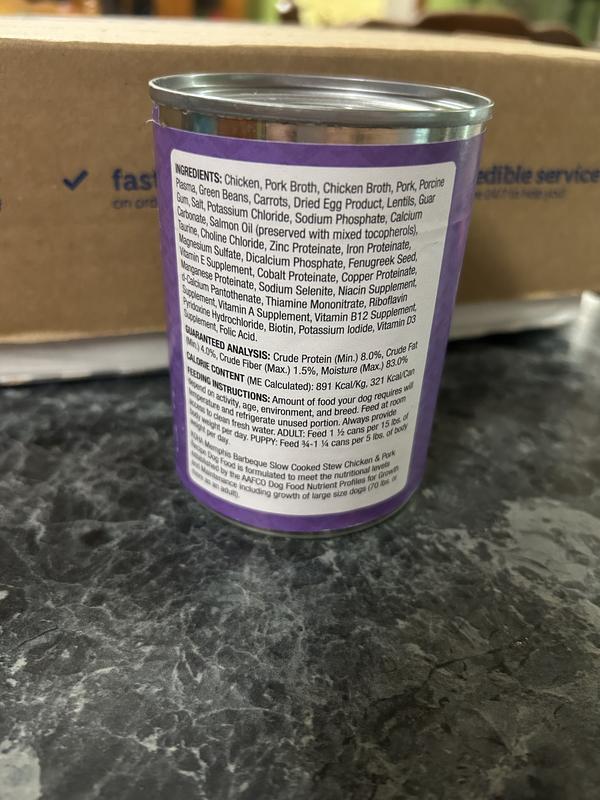 fast
edible service
INGREDIENTS: Chicken, Pork Broth, Chicken Broth, Pork, Porcine
Plasma, Green Beans, Carrots, Dried Egg Product, Lentils, Guar
Gum, Salt, Potassium Chloride, Sodium Phosphate, Calcium
Carbonate, Salmon Oil (preserved with mixed tocopherols),
Taurine, Choline Chloride, Zinc Proteinate, Iron Proteinate,
Magnesium Sulfate, Dicalcium Phosphate, Fenugreek Seed,
Vitamin E Supplement, Cobalt Proteinate, Copper Proteinate,
Manganese Proteinate, Sodium Selenite, Niacin Supplement,
d-Calcium Pantothenate, Thiamine Mononitrate, Riboflavin
Supplement, Vitamin A Supplement, Vitamin B12 Supplement,
Pyridoxine Hydrochloride, Biotin, Potassium Iodide, Vitamin D3
Supplement, Folic Acid.
GUARANTEED ANALYSIS: Crude Protein (Min.) 8.0%, Crude Fat
(Min.) 4.0%, Crude Fiber (Max.) 1.5%, Moisture (Max.) 83.0%
CALORIE CONTENT (ME Calculated): 891 Kcal/Kg, 321 Kcal/Can
FEEDING INSTRUCTIONS: Amount of food your dog requires will
depend on activity, age, environment, and breed. Feed at room
temperature and refrigerate unused portion. Always provide
access to clean fresh water. ADULT: Feed 1 ½ cans per 15 lbs. of
body weight per day. PUPPY: Feed ¾-1 ¼ cans per 5 lbs. of body
weight per day.
KOHA Memphis Barbeque Slow Cooked Stew Chicken & Pork
Recipe Dog Food is formulated to meet the nutritional levels
established by the AAFCO Dog Food Nutrient Profiles for Growth
and Maintenance including growth of large size dogs (70 lbs. or
more as an adult).